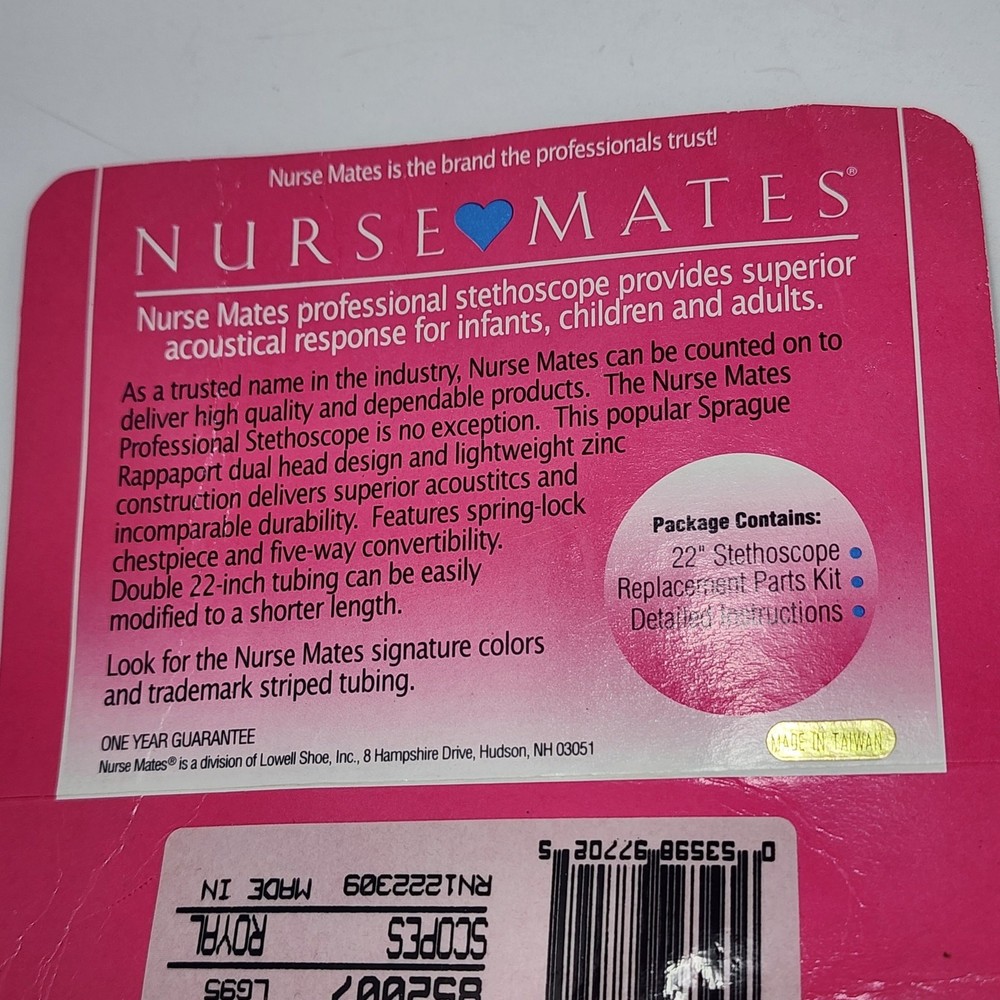 Nurse Mates is the brand the professionals trust!
NURSE MATES®
Nurse Mates professional stethoscope provides superior
acoustical response for infants, children and adults.
As a trusted name in the industry, Nurse Mates can be counted on to
deliver high quality and dependable products. The Nurse Mates
Professional Stethoscope is no exception. This popular Sprague
Rappaport dual head design and lightweight zinc
construction delivers superior acoustitcs and
incomparable durability. Features spring-lock
chestpiece and five-way convertibility.
Double 22-inch tubing can be easily
modified to a shorter length.
Look for the Nurse Mates signature colors
and trademark striped tubing.
Package Contains:
22" Stethoscope •
Replacement Parts Kit •
Detailed Instructions •
ONE YEAR GUARANTEE
Nurse Mates® is a division of Lowell Shoe, Inc., 8 Hampshire Drive, Hudson, NH 03051
MADE IN TAIWAN
852007 LG95
SCOPES ROYAL
RN1222309 MADE IN
0 53598 97702 5